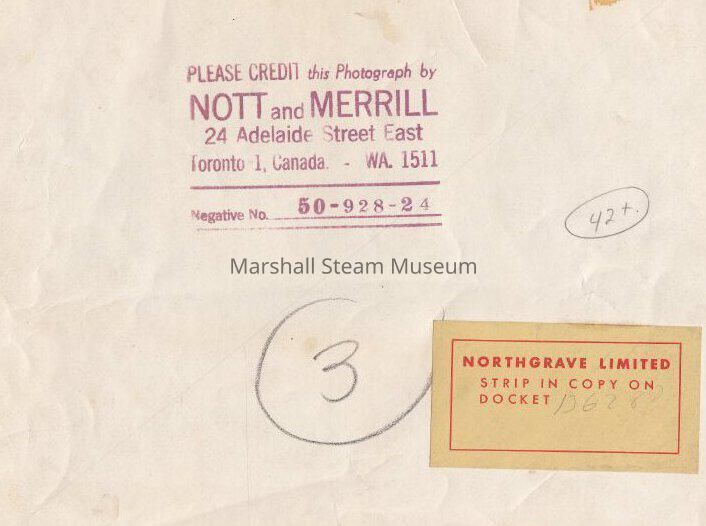 PLEASE CREDIT this Photograph by
NOTT and MERRILL
24 Adelaide Street East
Toronto 1, Canada. - WA. 1511
Negative No. 50-928-24
42+.
Marshall Steam Museum
3
NORTHGRAVE LIMITED
STRIP IN COPY ON
DOCKET